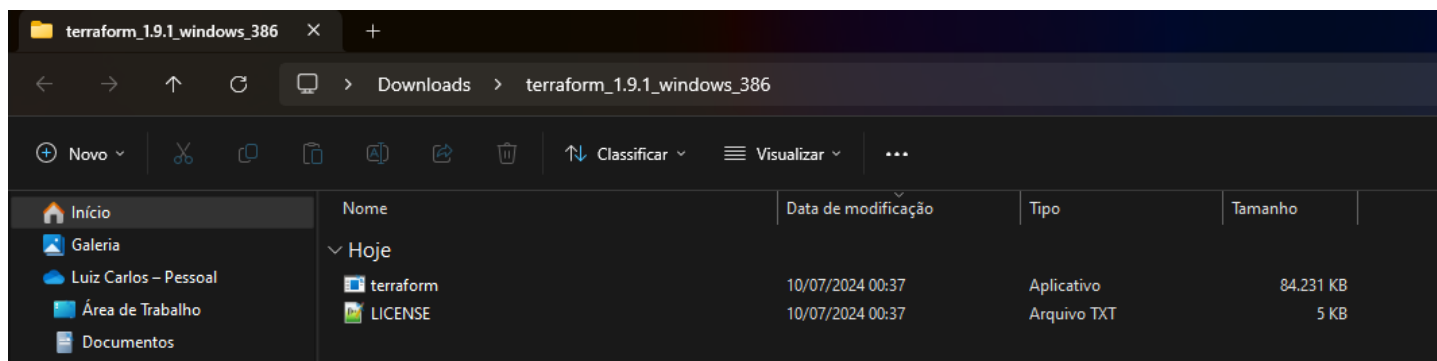 terraform_1.9.1_windows_386
Downloads > terraform_1.9.1_windows_386
Novo
Classificar
Visualizar
Início
Galeria
Luiz Carlos – Pessoal
Área de Trabalho
Documentos
Nome Data de modificação Tipo Tamanho
Hoje
terraform 10/07/2024 00:37 Aplicativo 84.231 KB
LICENSE 10/07/2024 00:37 Arquivo TXT 5 KB